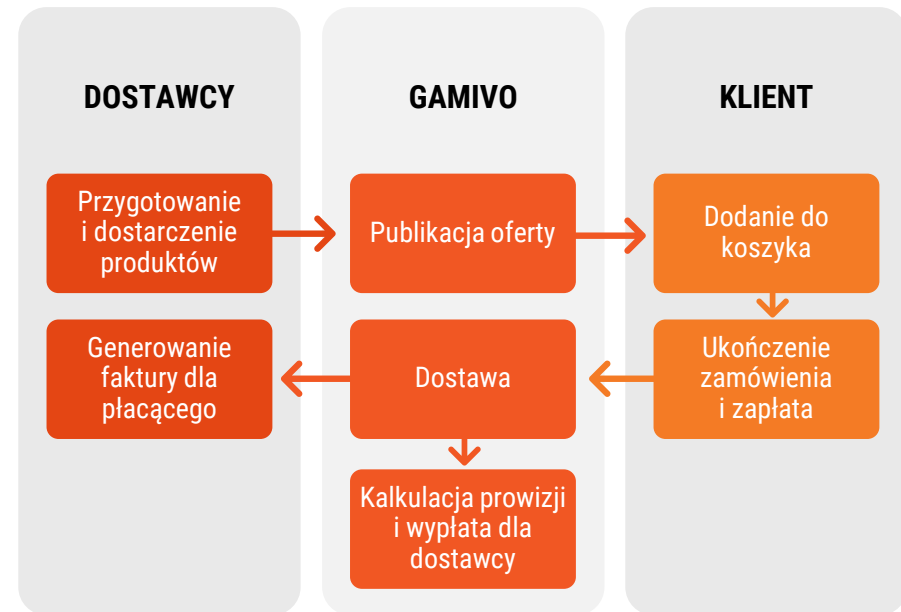 DOSTAWCY
GAMIVO
KLIENT
Przygotowanie
i dostarczenie
produktów
Publikacja oferty
Dodanie do
koszyka
Generowanie
faktury dla
płacącego
Dostawa
Ukończenie
zamówienia
i zapłata
Kalkulacja prowizji
i wypłata dla
dostawcy